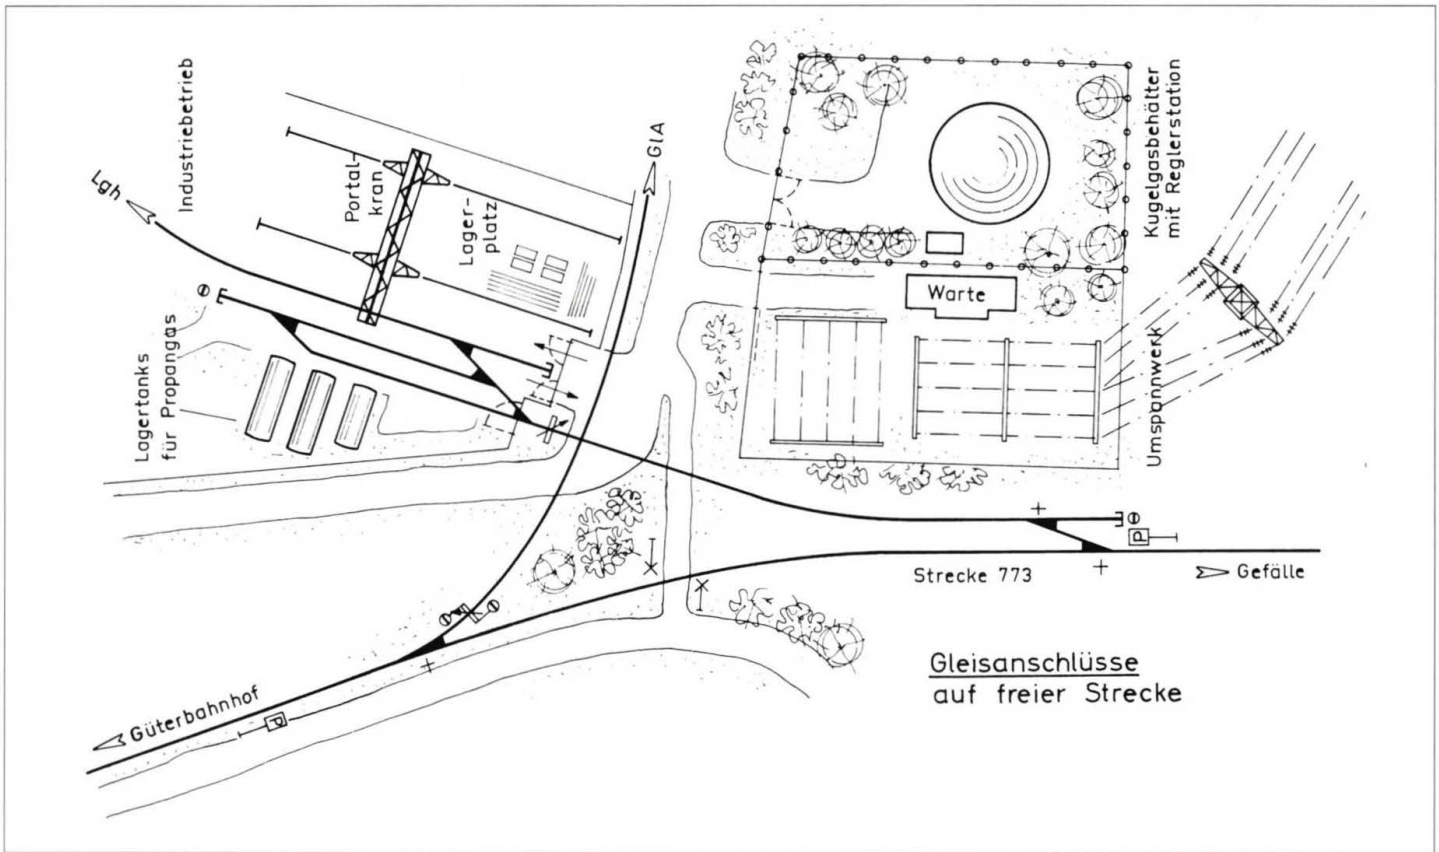 Lgh
Industriebetrieb
Portal-
kran
Lager-
platz
GlA
Kugelgasbehälter
mit Reglerstation
Warte
Umspannwerk
Lagertanks
für Propangas
P
Strecke 773
Gefälle
Gleisanschlüsse
auf freier Strecke
Güterbahnhof
P